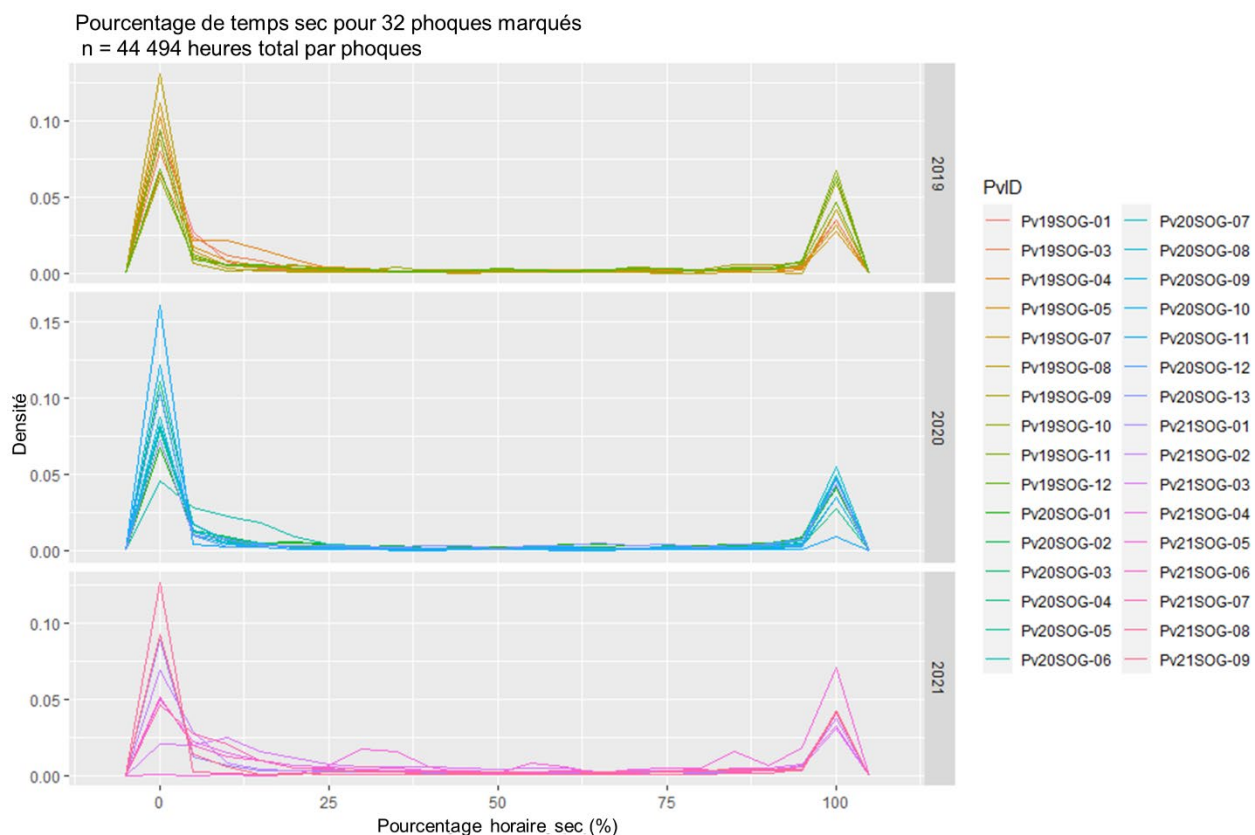 Pourcentage de temps sec pour 32 phoques marqués
n = 44 494 heures total par phoques
0.10
0.05
0.00
2019
0.15
0.10
0.05
0.00
2020
0.10
0.05
0.00
2021
Densité
0
25
50
75
100
Pourcentage_horaire_sec_(%)
PvID
Pv19SOG-01
Pv19SOG-03
Pv19SOG-04
Pv19SOG-05
Pv19SOG-07
Pv19SOG-08
Pv19SOG-09
Pv19SOG-10
Pv19SOG-11
Pv19SOG-12
Pv20SOG-01
Pv20SOG-02
Pv20SOG-03
Pv20SOG-04
Pv20SOG-05
Pv20SOG-06
Pv20SOG-07
Pv20SOG-08
Pv20SOG-09
Pv20SOG-10
Pv20SOG-11
Pv20SOG-12
Pv20SOG-13
Pv21SOG-01
Pv21SOG-02
Pv21SOG-03
Pv21SOG-04
Pv21SOG-05
Pv21SOG-06
Pv21SOG-07
Pv21SOG-08
Pv21SOG-09